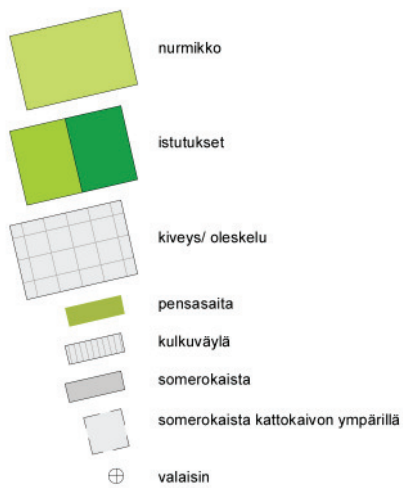 nurmikko
istutukset
kiveys/ oleskelu
pensasaita
kulkuväylä
somerokaista
somerokaista kattokaivon ympärillä
valaisin